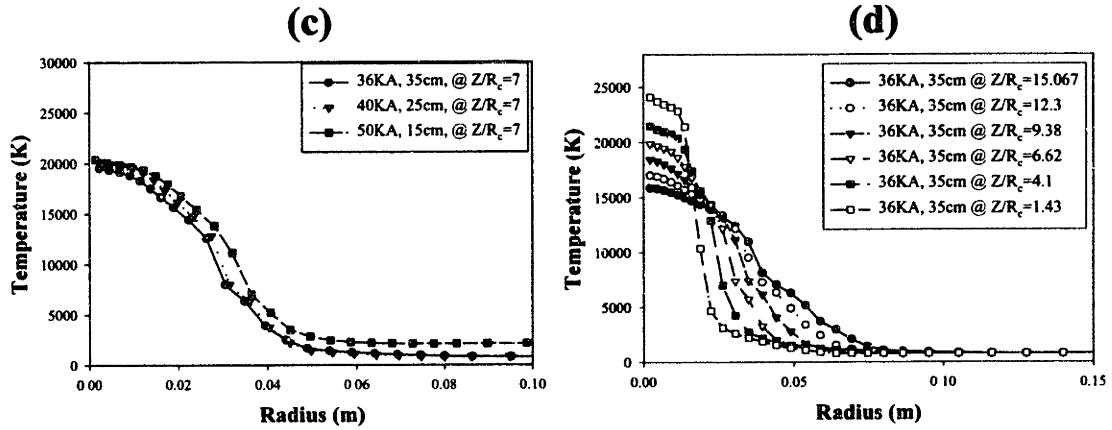 (c)
30000
25000
20000
15000
10000
5000
0
Temperature (K)
0.00 0.02 0.04 0 06 0.08 0.10
Radius (m)
36KA, 35cm, @ Z/Rc=7
40KA, 25cm, @ Z/Rc=7
50KA, 15cm, @ Z/Rc=7
(d)
25000
20000
15000
10000
5000
0
Temperature (K)
0.00 0.05 0 10 0.15
Radius (m)
36KA, 35cm @ Z/Rc=15.067
36KA, 35cm @ Z/Rc=12.3
36KA, 35cm @ Z/Rc=9.38
36KA, 35cm @ Z/Rc=6.62
36KA, 35cm @ Z/Rc=4.1
36KA, 35cm @ Z/Rc=1.43